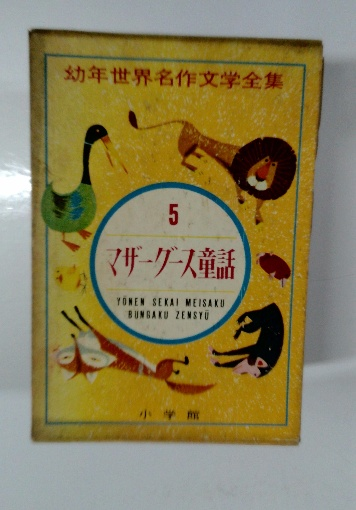 幼年世界名作文学全集
5
マザーグース童話
YŌNEN SEKAI MEISAKU
BUNGAKU ZENSYŪ
小学館